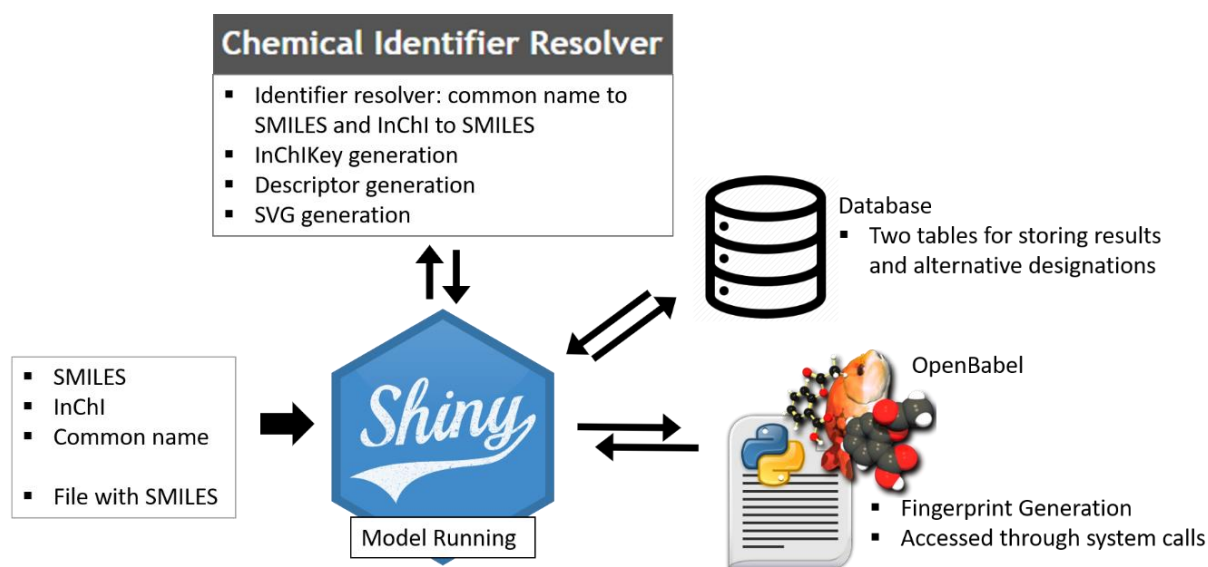 Chemical Identifier Resolver
▪ Identifier resolver: common name to
SMILES and InChI to SMILES
▪ InChIKey generation
▪ Descriptor generation
▪ SVG generation
Database
▪ Two tables for storing results
and alternative designations
▪ SMILES
▪ InChI
▪ Common name
▪ File with SMILES
Shiny
Model Running
OpenBabel
▪ Fingerprint Generation
▪ Accessed through system calls